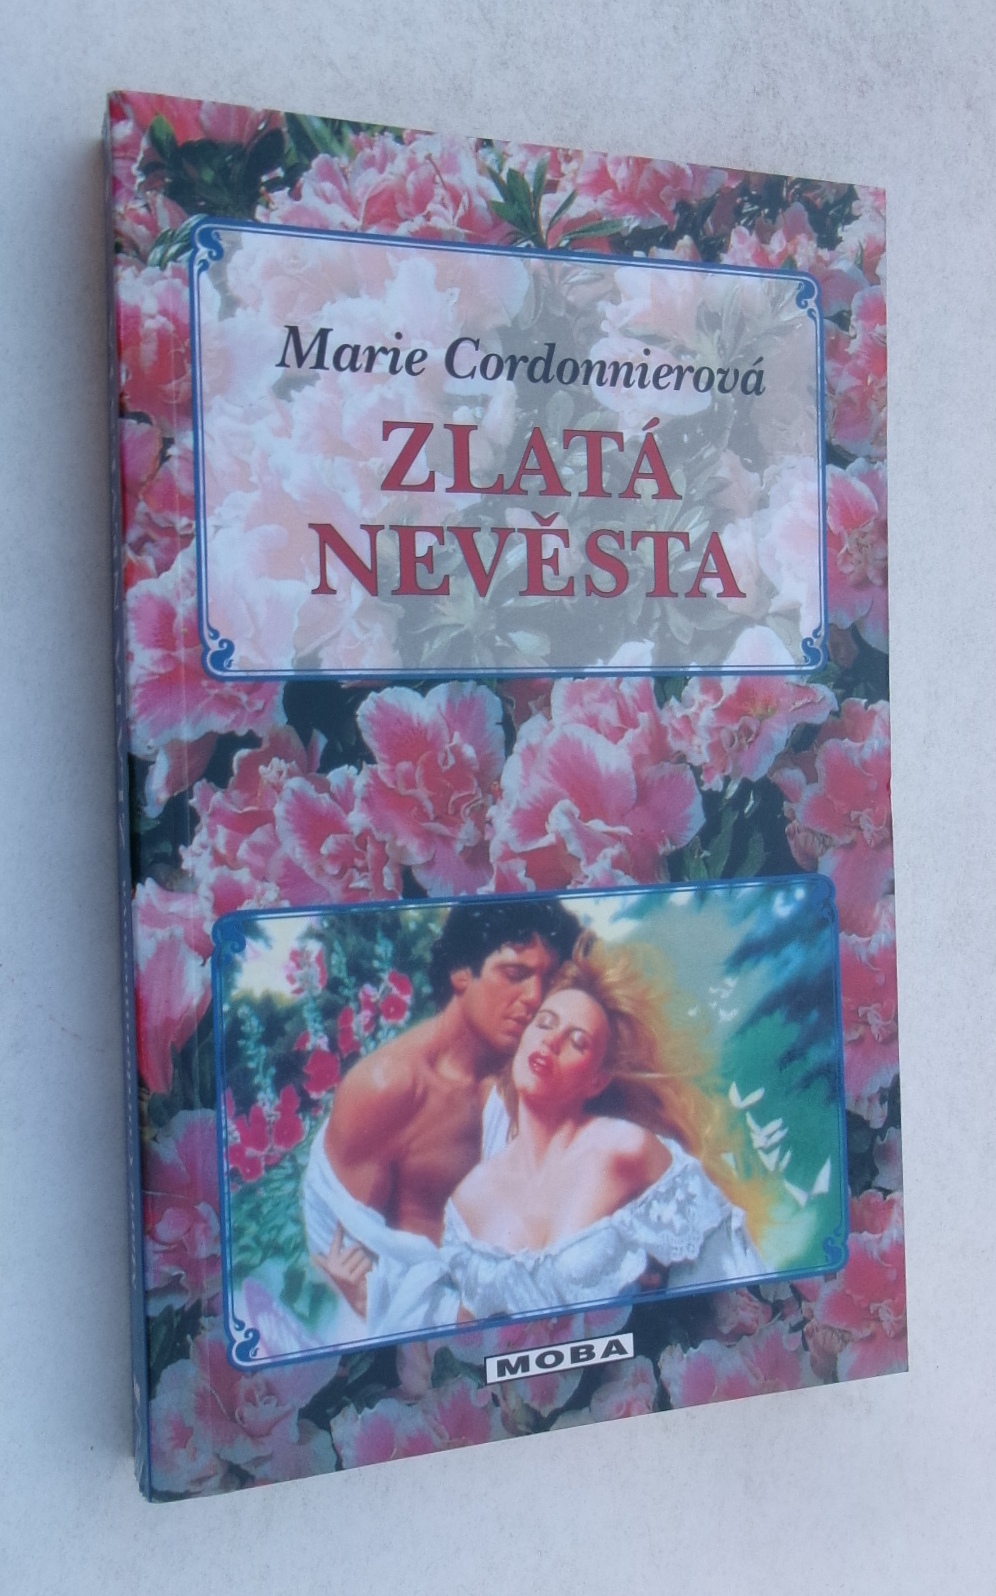 Marie Cordonnierová
ZLATÁ
NEVĚSTA
MOBA